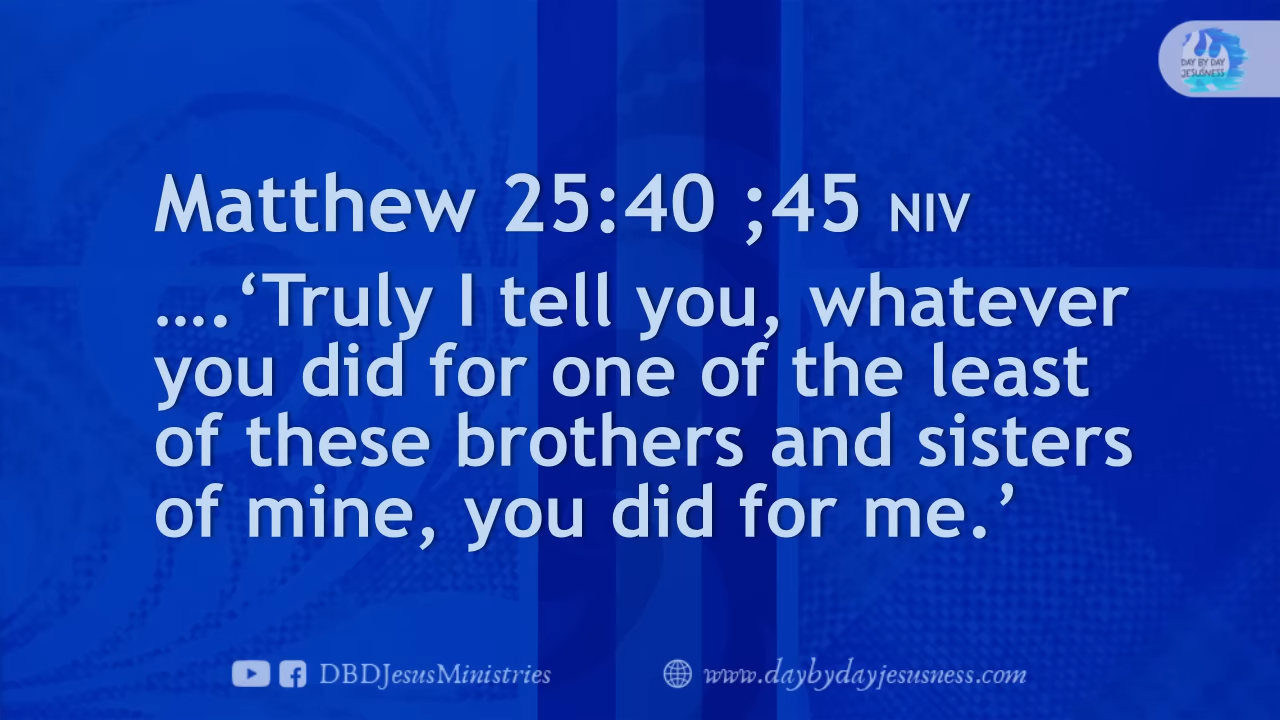 DAY BY DAY
JESUSNESS
Matthew 25:40 ;45 NIV
…. ‘Truly I tell you, whatever
you did for one of the least
of these brothers and sisters
of mine, you did for me.’
DBDJesusMinistries
www.daybydayjesusness.com